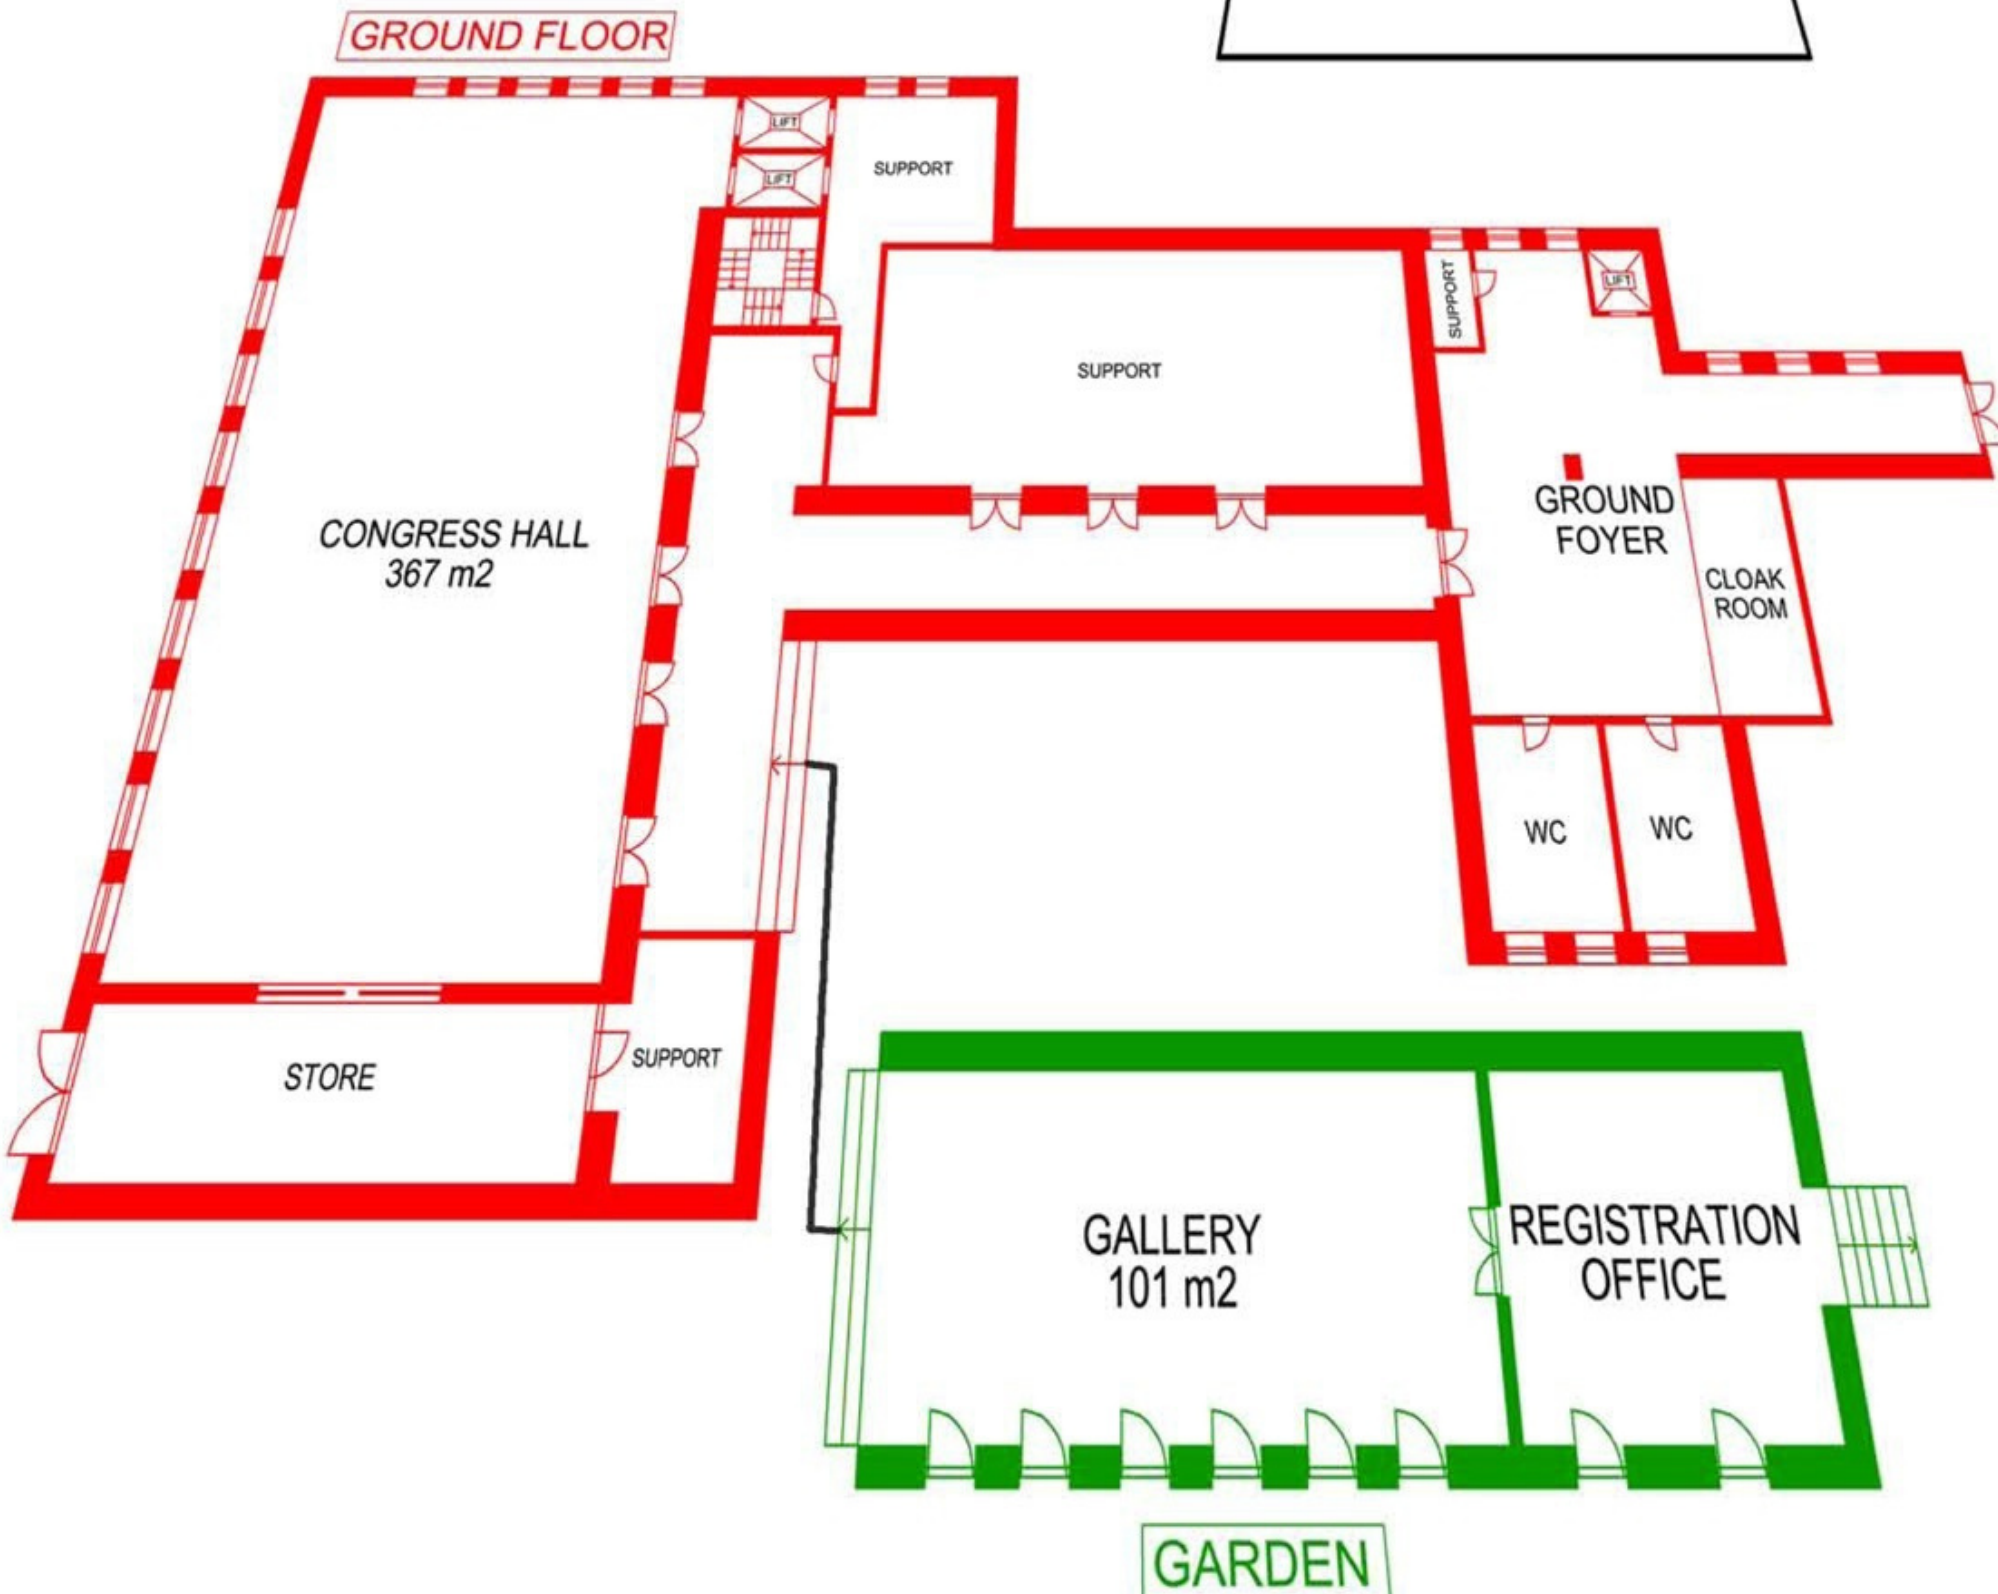 GROUND FLOOR
LIFT
LIFT
SUPPORT
SUPPORT
LIFT
SUPPORT
CONGRESS HALL
367 m2
GROUND
FOYER
CLOAK
ROOM
WC
WC
STORE
SUPPORT
GALLERY
101 m2
REGISTRATION
OFFICE
GARDEN